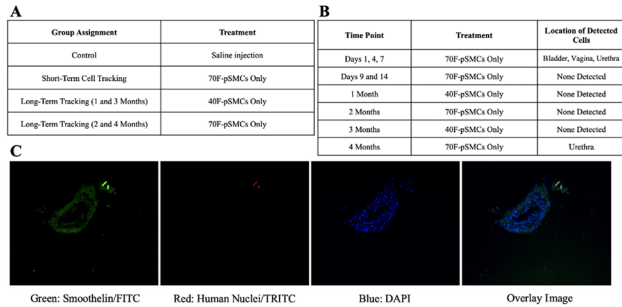 A
Group Assignment Treatment
Control Saline injection
Short-Term Cell Tracking 70F-pSMCs Only
Long-Term Tracking (1 and 3 Months) 40F-pSMCs Only
Long-Term Tracking (2 and 4 Months) 70F-pSMCs Only
B
Time Point Treatment Location of Detected
Cells
Days 1, 4, 7 70F-pSMCs Only Bladder, Vagina, Urethra
Days 9 and 14 70F-pSMCs Only None Detected
1 Month 40F-pSMCs Only None Detected
2 Months 70F-pSMCs Only None Detected
3 Months 40F-pSMCs Only None Detected
4 Months 70F-pSMCs Only Urethra
C
Green: Smoothelin/FITC Red: Human Nuclei/TRITC Blue: DAPI Overlay Image